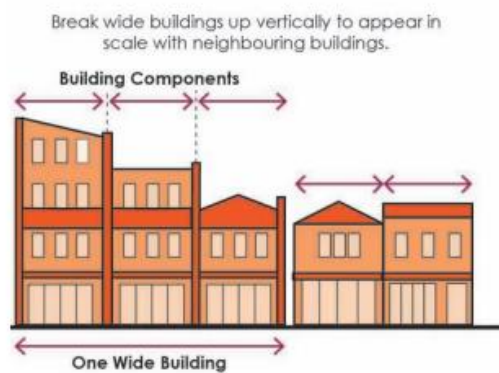 Break wide buildings up vertically to appear in
scale with neighbouring buildings.
Building Components
One Wide Building